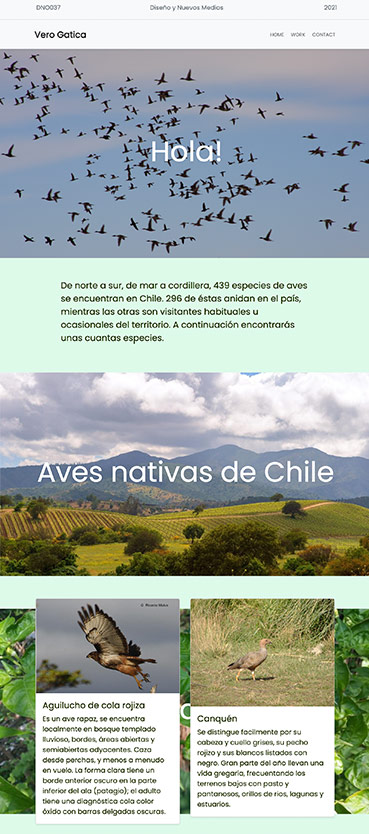 DNO037 Diseño y Nuevos Medios 2021
Vero Gatica HOME WORK CONTACT
Hola!
De norte a sur, de mar a cordillera, 439 especies de aves
se encuentran en Chile. 296 de éstas anidan en el país,
mientras las otras son visitantes habituales u
ocasionales del territorio. A continuación encontrarás
unas cuantas especies.
Aves nativas de Chile
Aguilucho de cola rojiza
Es un ave rapaz, se encuentra
localmente en bosque templado
lluvioso, bordes, áreas abiertas y
semiabiertas adyacentes. Caza
desde perchas, y menos a menudo
en vuelo. La forma clara tiene un
borde anterior oscuro en la parte
inferior del ala (patagio); el adulto
tiene una diagnóstica cola color
óxido con barras delgadas oscuras.
Canquén
Se distingue facilmente por su
cabeza y cuello grises, su pecho
rojizo y sus blancos listados con
negro. Gran parte del año llevan una
vida gregaria, frecuentando los
terrenos bajos con pasto y
pantanosos, orillos de rios, lagunas y
estuarios.